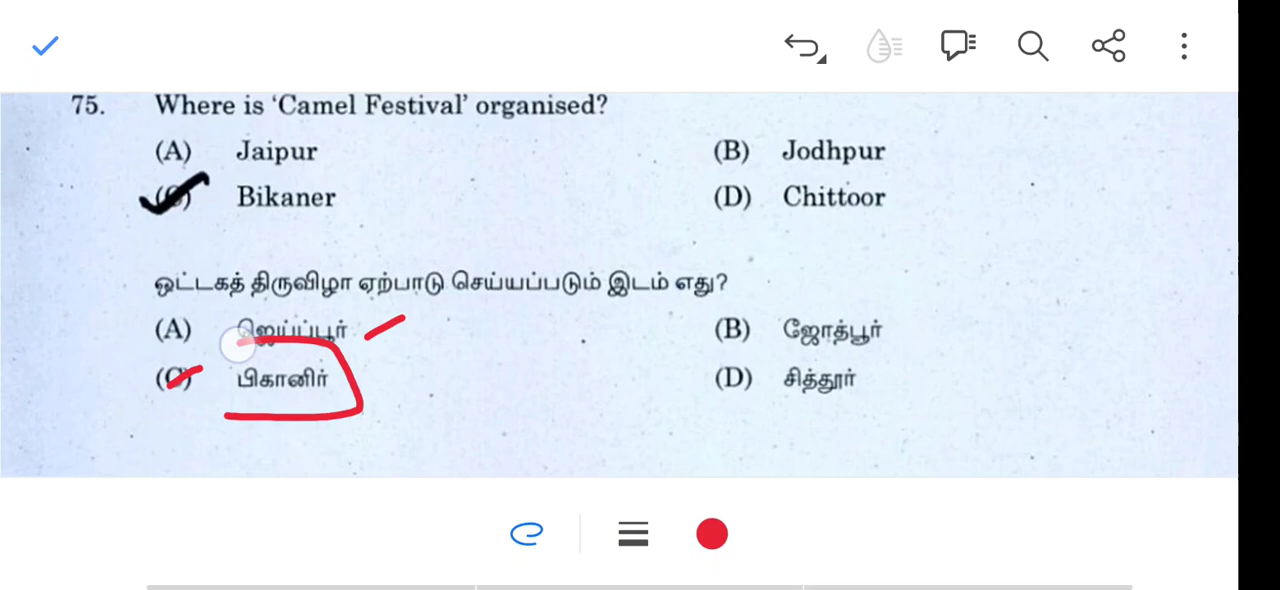 75. Where is ‘Camel Festival’ organised?
(A) Jaipur (B) Jodhpur
(C) Bikaner (D) Chittoor
ஒட்டகத் திருவிழா ஏற்பாடு செய்யப்படும் இடம் எது?
(A) ஜெய்ப்பூர் (B) ஜோத்பூர்
(C) பிகானிர் (D) சித்தூர்